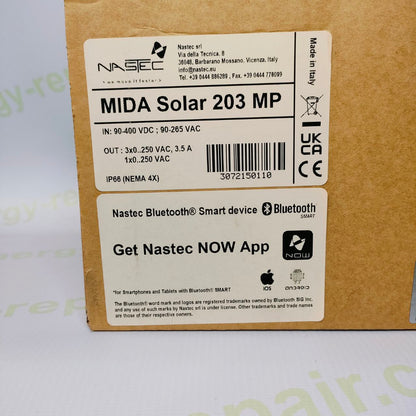 NASTEC
we move it faster
Nastec srl
Via della Tecnica, 8
36048, Barbarano Mossano, Vicenza, Italy
info@nastec.eu
Tel. +39 0444 886289 , Fax +39 0444 776099
Made in Italy
MIDA Solar 203 MP
IN: 90-400 VDC ; 90-265 VAC
OUT : 3x0..250 VAC, 3.5 A
1x0..250 VAC
IP66 (NEMA 4X)
3072150110
UK
CA
CE
Nastec Bluetooth® Smart device
Bluetooth
SMART
Get Nastec NOW App
NOW
iOS
ANDROID
*for Smartphones and Tablets with Bluetooth® SMART
The Bluetooth® word mark and logos are registered trademarks owned by Bluetooth SIG Inc.
and any use of such marks by Nastec srl is under license. Other trademarks and trade names are
those of their respective owners.